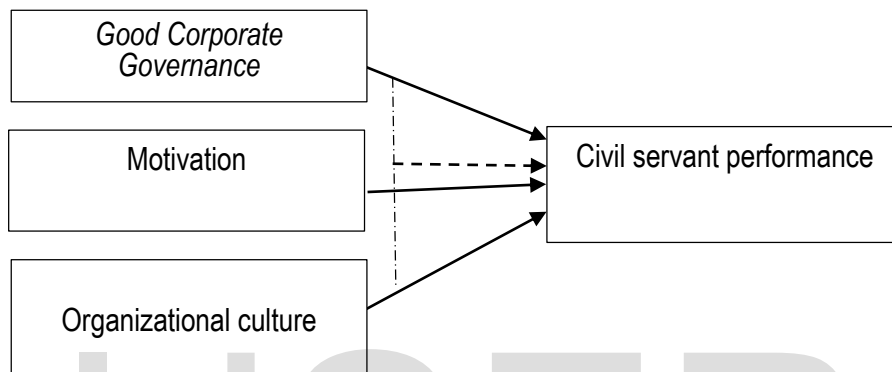 Good Corporate
Governance
Motivation
Civil servant performance
Organizational culture